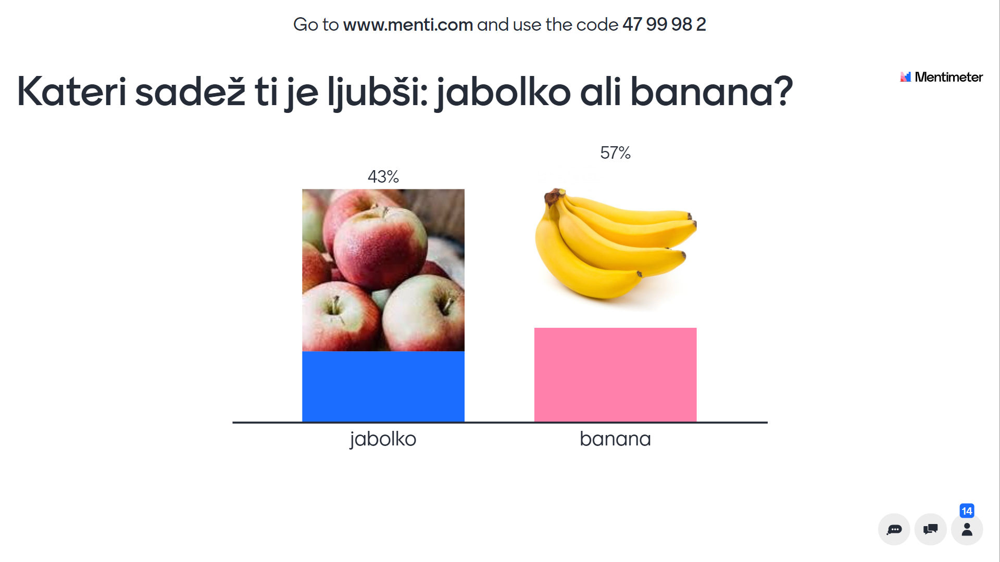 Go to www.menti.com and use the code 47 99 98 2
Kateri sadež ti je ljubši: jabolko ali banana?
Mentimeter
57%
43%
jabolko
banana
14